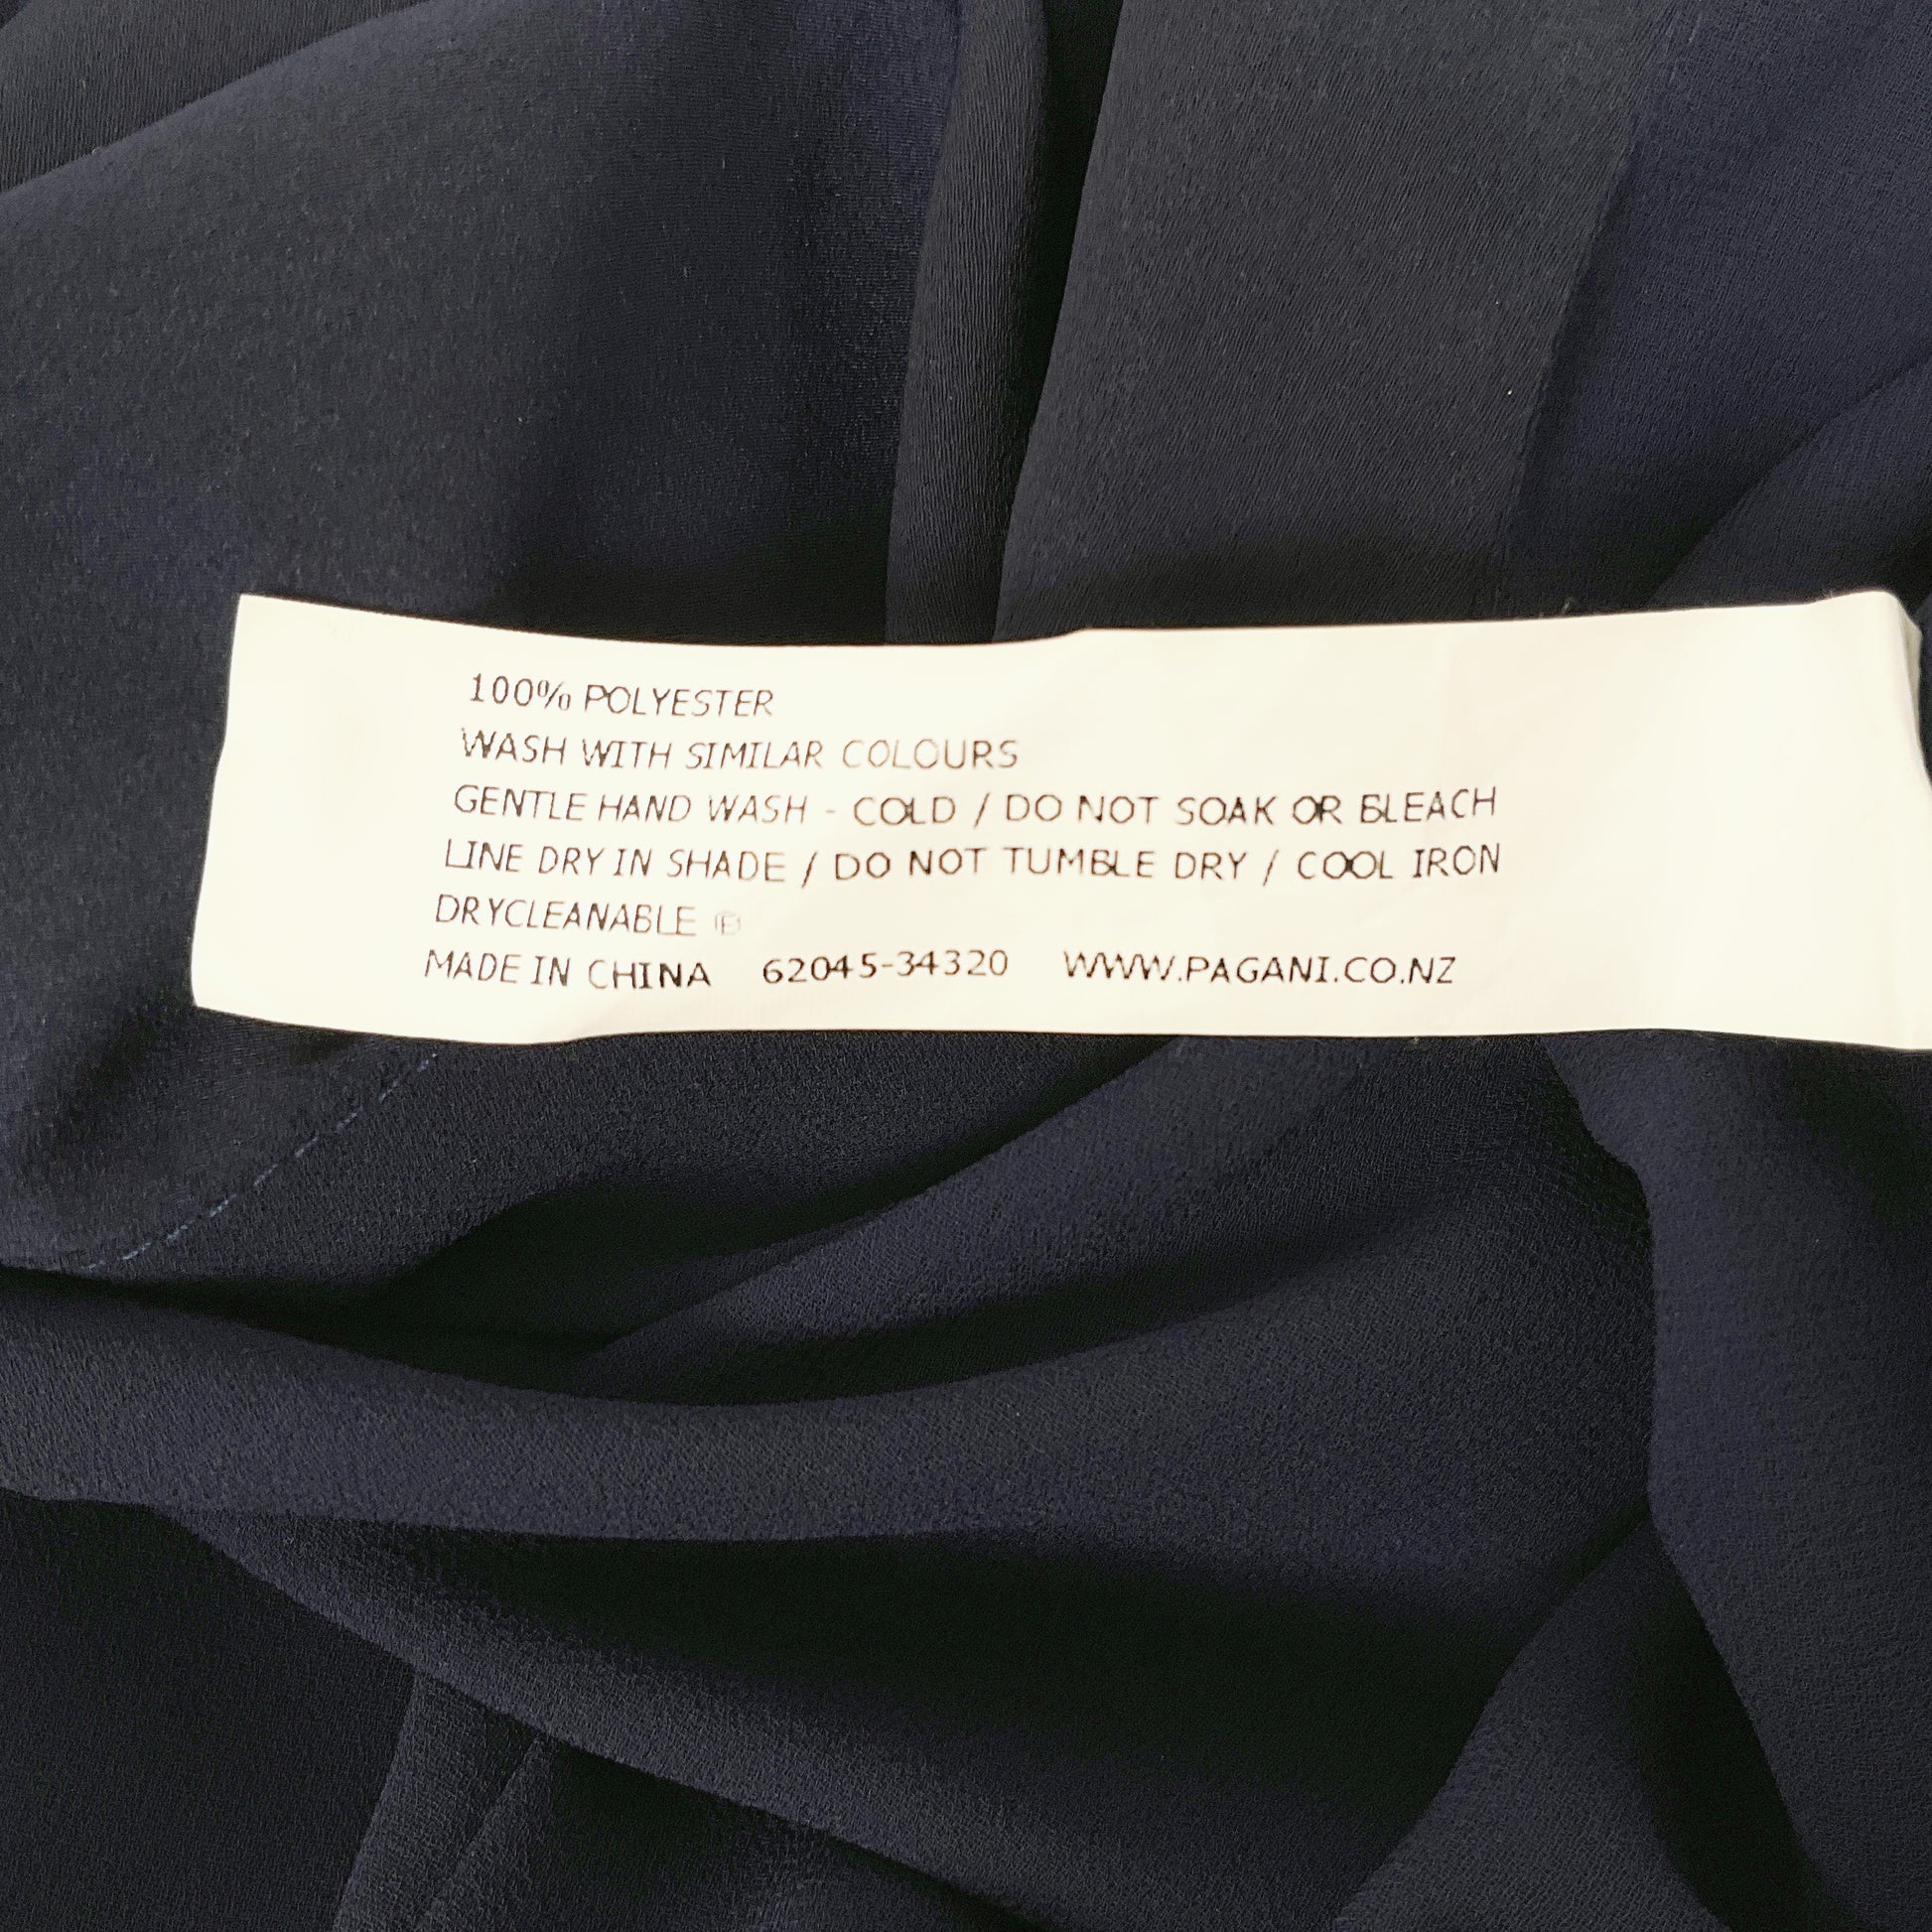 100% POLYESTER
WASH WITH SIMILAR COLOURS
GENTLE HAND WASH - COLD / DO NOT SOAK OR BLEACH
LINE DRY IN SHADE / DO NOT TUMBLE DRY / COOL IRON
DRYCLEANABLE Ⓟ
MADE IN CHINA 62045-34320 WWW.PAGANI.CO.NZ